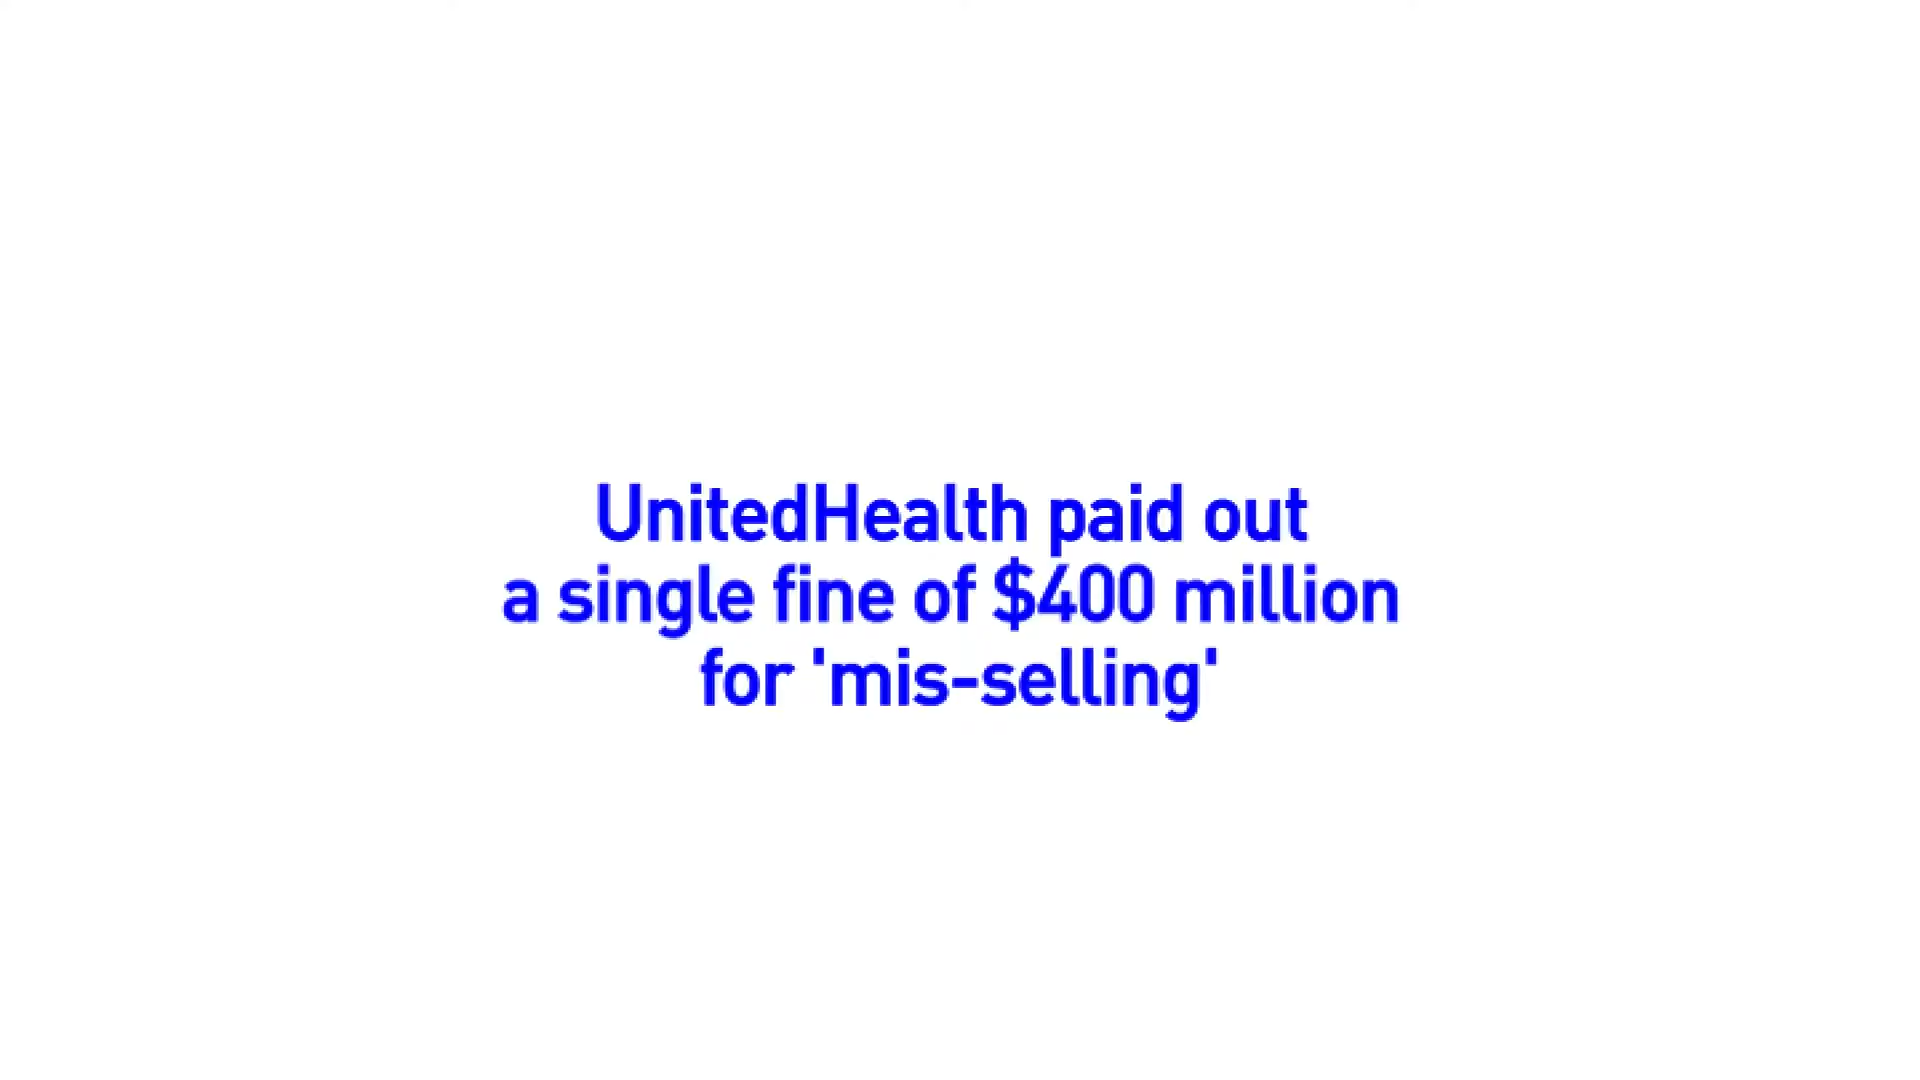 UnitedHealth paid out
a single fine of $400 million
for 'mis-selling'